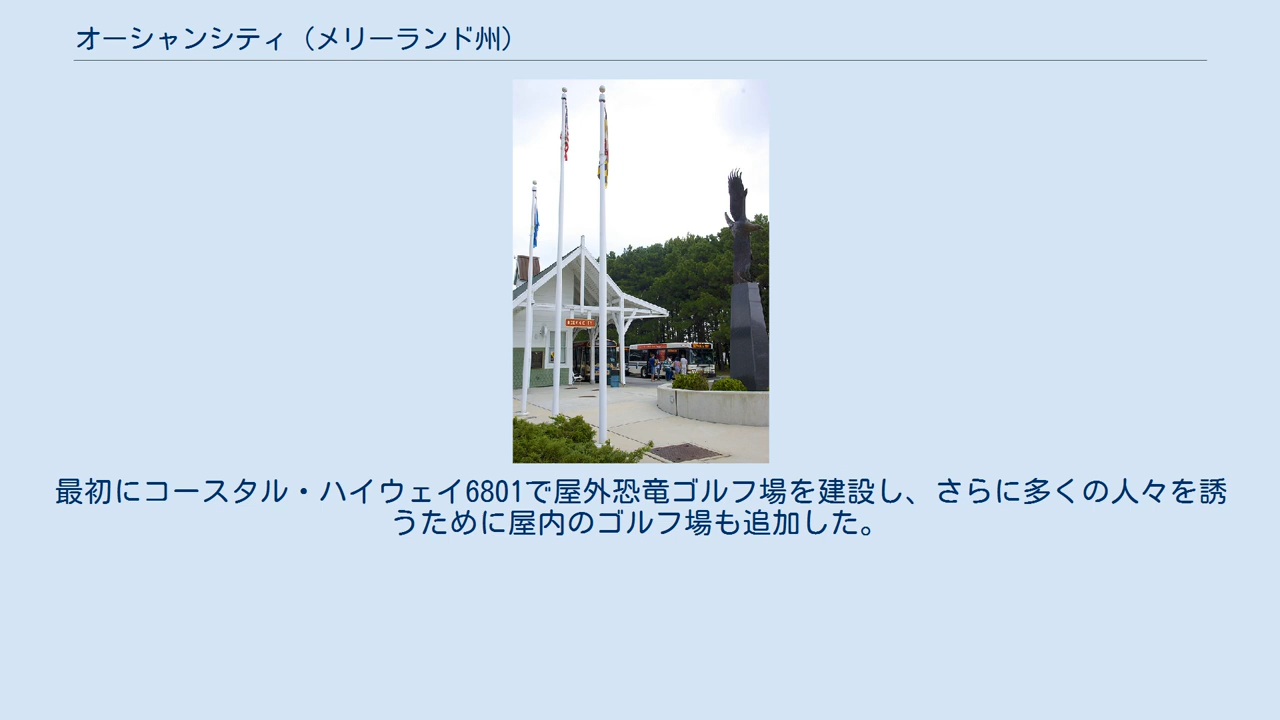 オーシャンシティ（メリーランド州）
最初にコースタル・ハイウェイ6801で屋外恐竜ゴルフ場を建設し、さらに多くの人々を誘
うために屋内のゴルフ場も追加した。